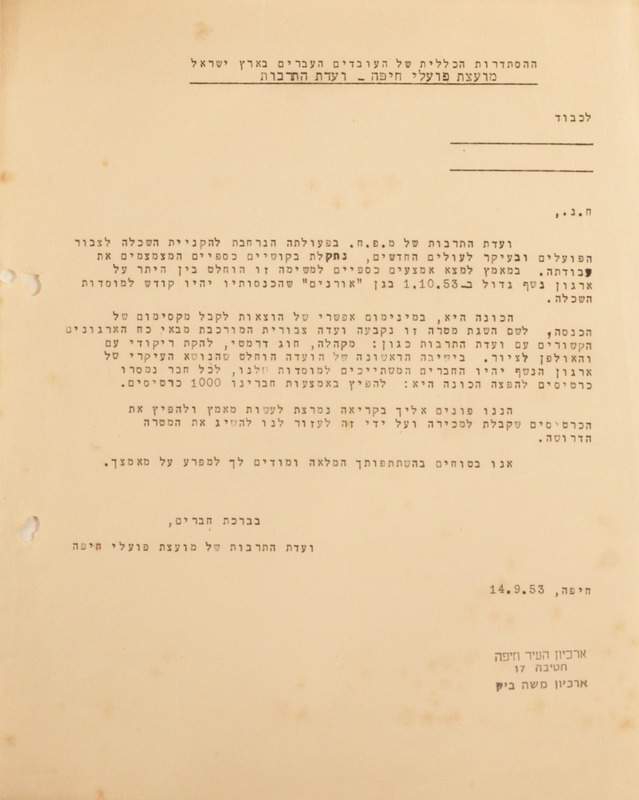 ההסתדרות הכללית של העובדים העברים בארץ ישראל
מועצת פועלי חיפה - ועדת התרבות
לכבוד
ח.נ.,
ועדת התרבות של מ.פ.ח. בפעולתה הנרחבת להקניית השכלה לצבור
הפועלים ובעיקר לעולים החדשים, נתקלת בקושיים כספיים המצמצמים את
עבודתה. במאמץ למצא אמצעים כספיים למשימה זו הוחלט בין היתר על
ארגון נשף גדול ב-1.10.53 בגן "אורנים" שהכנסותיו יהיו קודש למוסדות
השכלה.
הכונה היא, במינימום אפשרי של הוצאות לקבל מקסימום של
הכנסה, לשם השגת מטרה זו נקבעה ועדה צבורית המורכבת מבאי כח הארגונים
הקשורים עם ועדת התרבות כגון: מקהלה, חוג דרמטי, להקת ריקודי עם
והאולפן לציור. בישיבה הראשונה של הועדה הוחלט שהנושא העיקרי של
ארגון הנשף יהיו החברים המשתייכים למוסדות שלנו, לכל חבר נמסרו
כרטיסים להפצה הכונה היא: להפיץ באמצעות חברינו 1000 כרטיסים.
הננו פונים אליך בקריאה נמרצת לעשות מאמץ ולהפיץ את
הכרטיסים שקבלת למכירה ועל ידי זה לעזור לנו להשיג את המטרה
הדרושה.
אנו בטוחים בהשתתפותך המלאה ומודים לך למפרע על מאמצך.
בברכת חברים,
ועדת התרבות של מועצת פועלי חיפה
חיפה, 14.9.53
ארכיון העיר חיפה
חטיבה 17
ארכיון משה ביק